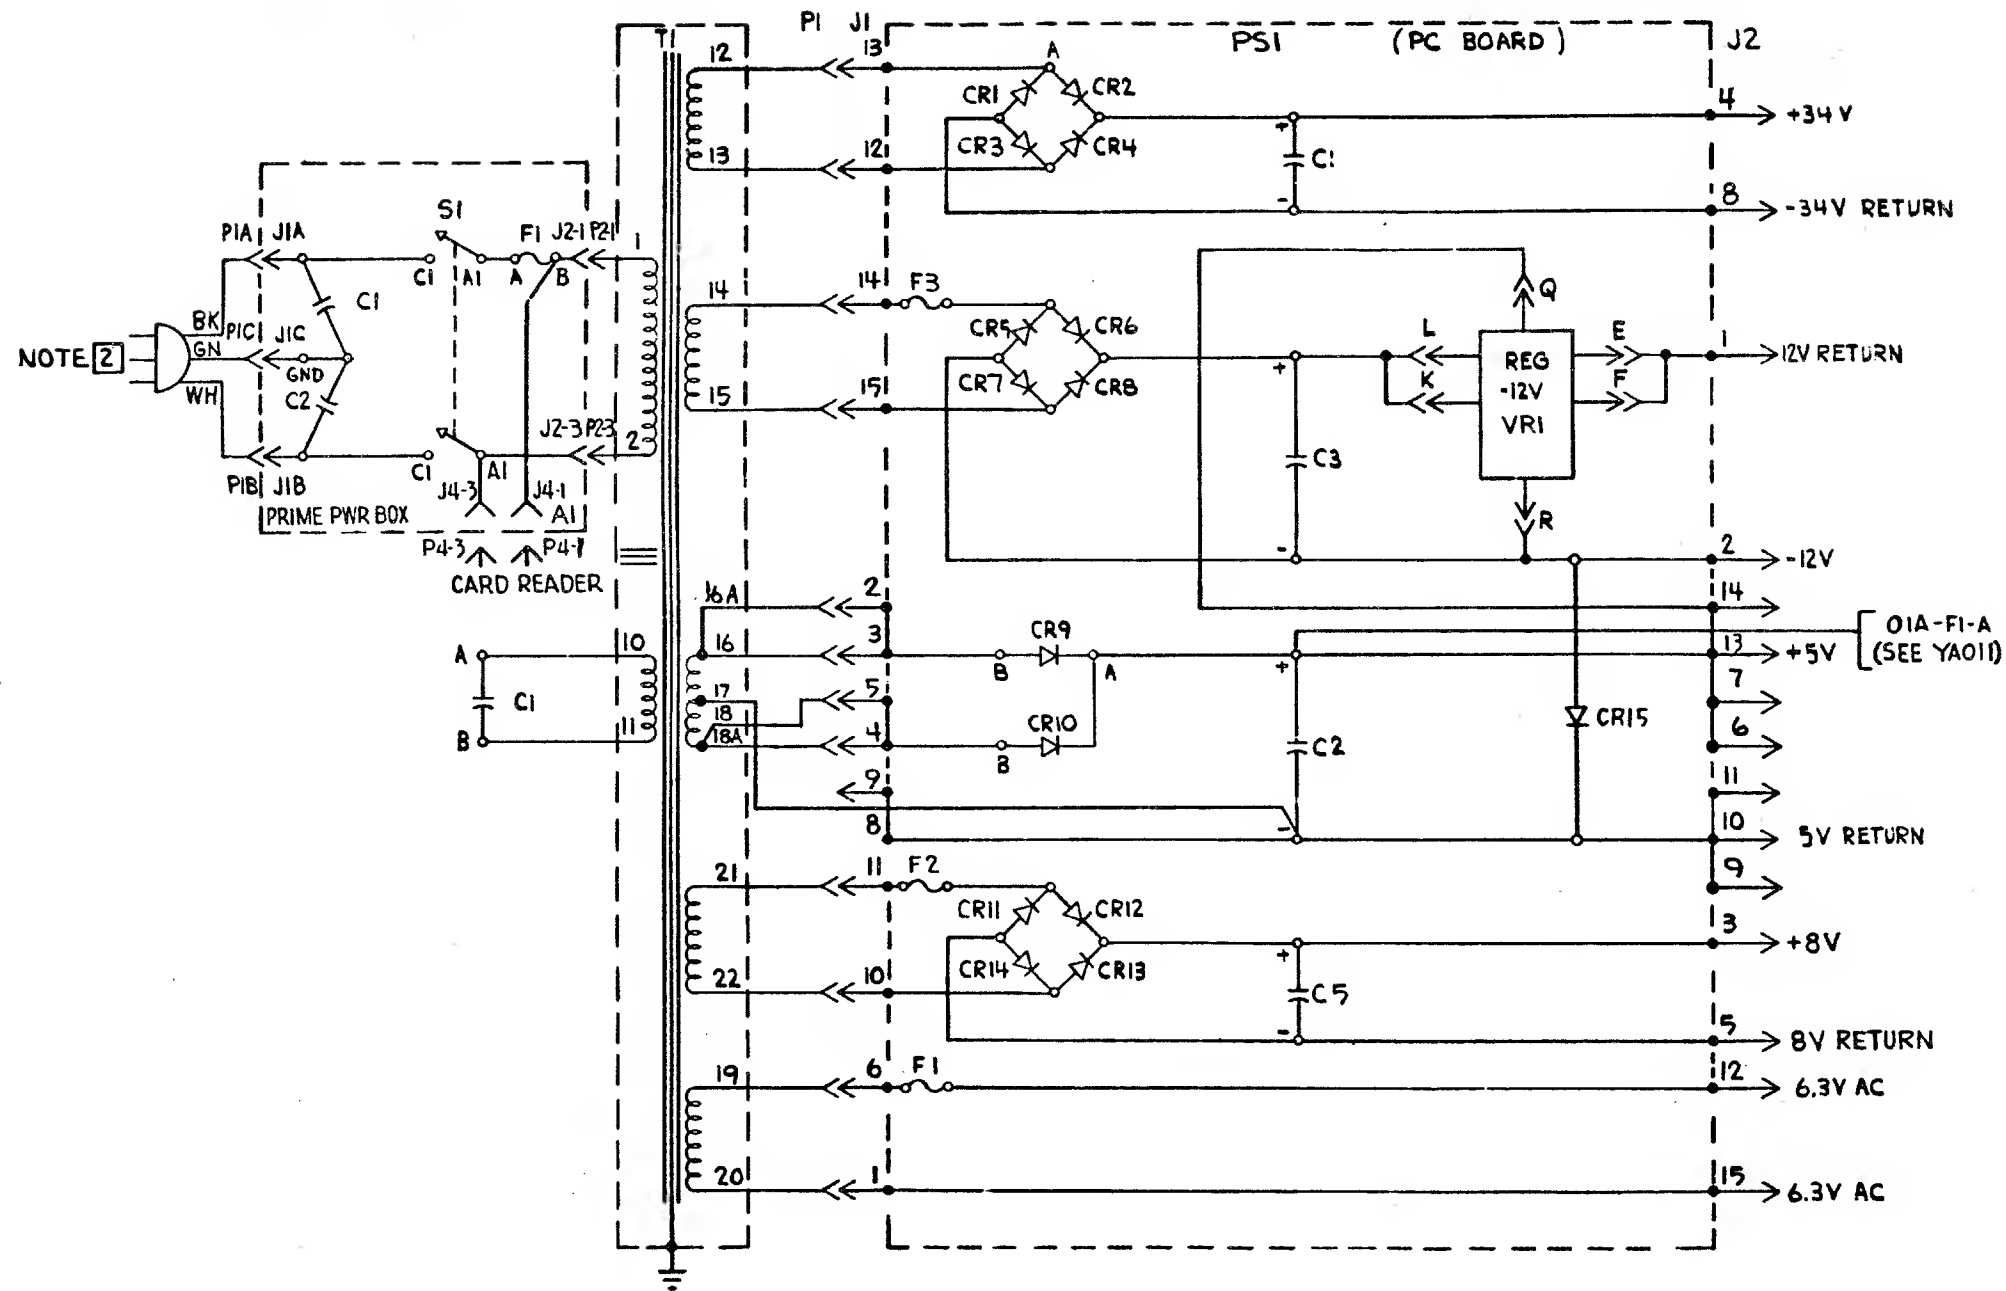 P1 J1
PS1 (PC BOARD) J2
T1
12
13
A
CR1
CR2
4
+34V
CR3
CR4
13
12
+
C1
-
8
-34V RETURN
S1
P1A J1A
F1 J2-1 P2-1
1
C1
A1
A
B
C1
BK
P1C
J1C
NOTE 2
GN
GND
WH
C2
J2-3 P2-3
2
C1
A1
P1B J1B
J4-3
J4-1
PRIME PWR BOX
A1
P4-3
P4-1
CARD READER
14
14
F3
CR5
CR6
Q
L
E
1
12V RETURN
REG
-12V
VR1
K
F
CR7
CR8
+
15
15
C3
R
-
2
-12V
14
16A
2
01A-F1-A
(SEE YA011)
3
CR9
16
B
A
+
13
+5V
10
A
17
5
7
C1
18
CR10
CR15
11
18A
4
B
C2
6
B
9
11
8
-
10
5V RETURN
9
21
11
F2
CR11
CR12
3
+8V
+
CR14
CR13
22
10
C5
-
5
8V RETURN
19
6
F1
12
6.3V AC
20
1
15
6.3V AC